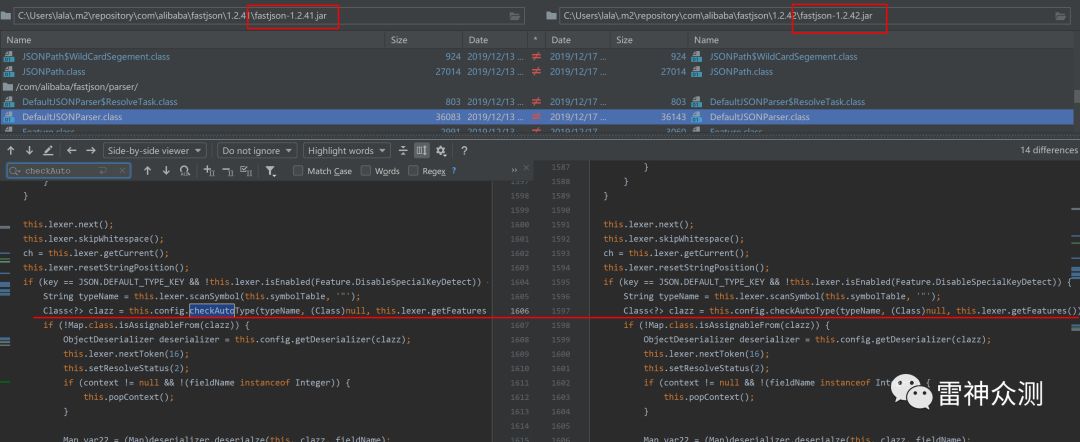 C:\Users\lala\.m2\repository\com\alibaba\fastjson\1.2.41\fastjson-1.2.41.jar
C:\Users\lala\.m2\repository\com\alibaba\fastjson\1.2.42\fastjson-1.2.42.jar
Name Size Date * Date Size Name
JSONPath$WildCardSegement.class 924 2019/12/13 ... ≠ 2019/12/17 ... 924 JSONPath$WildCardSegement.class
JSONPath.class 27014 2019/12/13 ... ≠ 2019/12/17 ... 27014 JSONPath.class
/com/alibaba/fastjson/parser/
DefaultJSONParser$ResolveTask.class 803 2019/12/13 ... ≠ 2019/12/17 ... 803 DefaultJSONParser$ResolveTask.class
DefaultJSONParser.class 36083 2019/12/13 ... ≠ 2019/12/17 ... 36143 DefaultJSONParser.class
Feature.class 2991 2019/12/13 ... ≠ 2019/12/17 ... 3060 Feature.class
Side-by-side viewer Do not ignore Highlight words ? 14 differences
checkAuto Match Case Words Regex ?
} 1597 1587 }
} 1598 1588 }
1599 1589 }
this.lexer.next(); 1600 1591 this.lexer.next();
this.lexer.skipWhitespace(); 1601 1592 this.lexer.skipWhitespace();
ch = this.lexer.getCurrent(); 1602 1593 ch = this.lexer.getCurrent();
this.lexer.resetStringPosition(); 1603 1594 this.lexer.resetStringPosition();
if (key == JSON.DEFAULT_TYPE_KEY && !this.lexer.isEnabled(Feature.DisableSpecialKeyDetect)) 1604 1595 if (key == JSON.DEFAULT_TYPE_KEY && !this.lexer.isEnabled(Feature.DisableSpecialKeyDetect)) {
String typeName = this.lexer.scanSymbol(this.symbolTable, '"'); 1605 1596 String typeName = this.lexer.scanSymbol(this.symbolTable, '"');
Class<?> clazz = this.config.checkAutoType(typeName, (Class)null, this.lexer.getFeatures 1606 1597 Class<?> clazz = this.config.checkAutoType(typeName, (Class)null, this.lexer.getFeatures())
if (!Map.class.isAssignableFrom(clazz)) { 1607 1598 if (!Map.class.isAssignableFrom(clazz)) {
ObjectDeserializer deserializer = this.config.getDeserializer(clazz); 1608 1599 ObjectDeserializer deserializer = this.config.getDeserializer(clazz);
this.lexer.nextToken(16); 1609 1600 this.lexer.nextToken(16);
this.setResolveStatus(2); 1610 1601 this.setResolveStatus(2);
if (context != null && !(fieldName instanceof Integer)) { 1611 1602 if (context != null && !(fieldName instanceof
this.popContext(); 1612 1603 this.popContext();
} 1613 1604 }
Map var22 = (Map)deserializer.deserialze(this, clazz, fieldName); 1615 1606 Map var22 = (Map)deserializer.deserialze(this, clazz, fieldName);
雷神众测